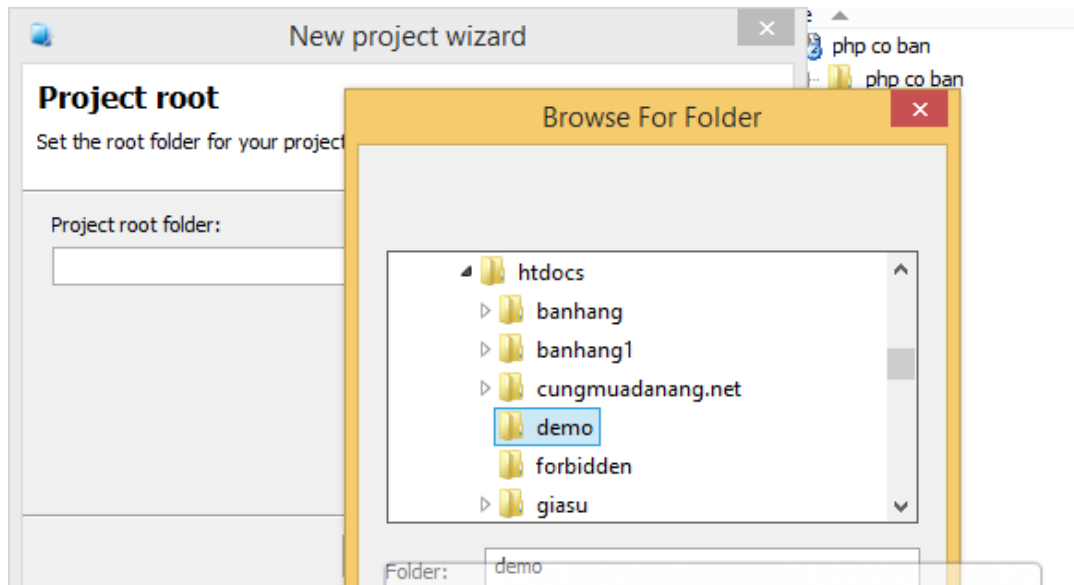 New project wizard
php co ban
php co ban
Project root
Set the root folder for your project
Browse For Folder
Project root folder:
htdocs
banhang
banhang1
cungmuadanang.net
demo
forbidden
giasu
Folder:
demo